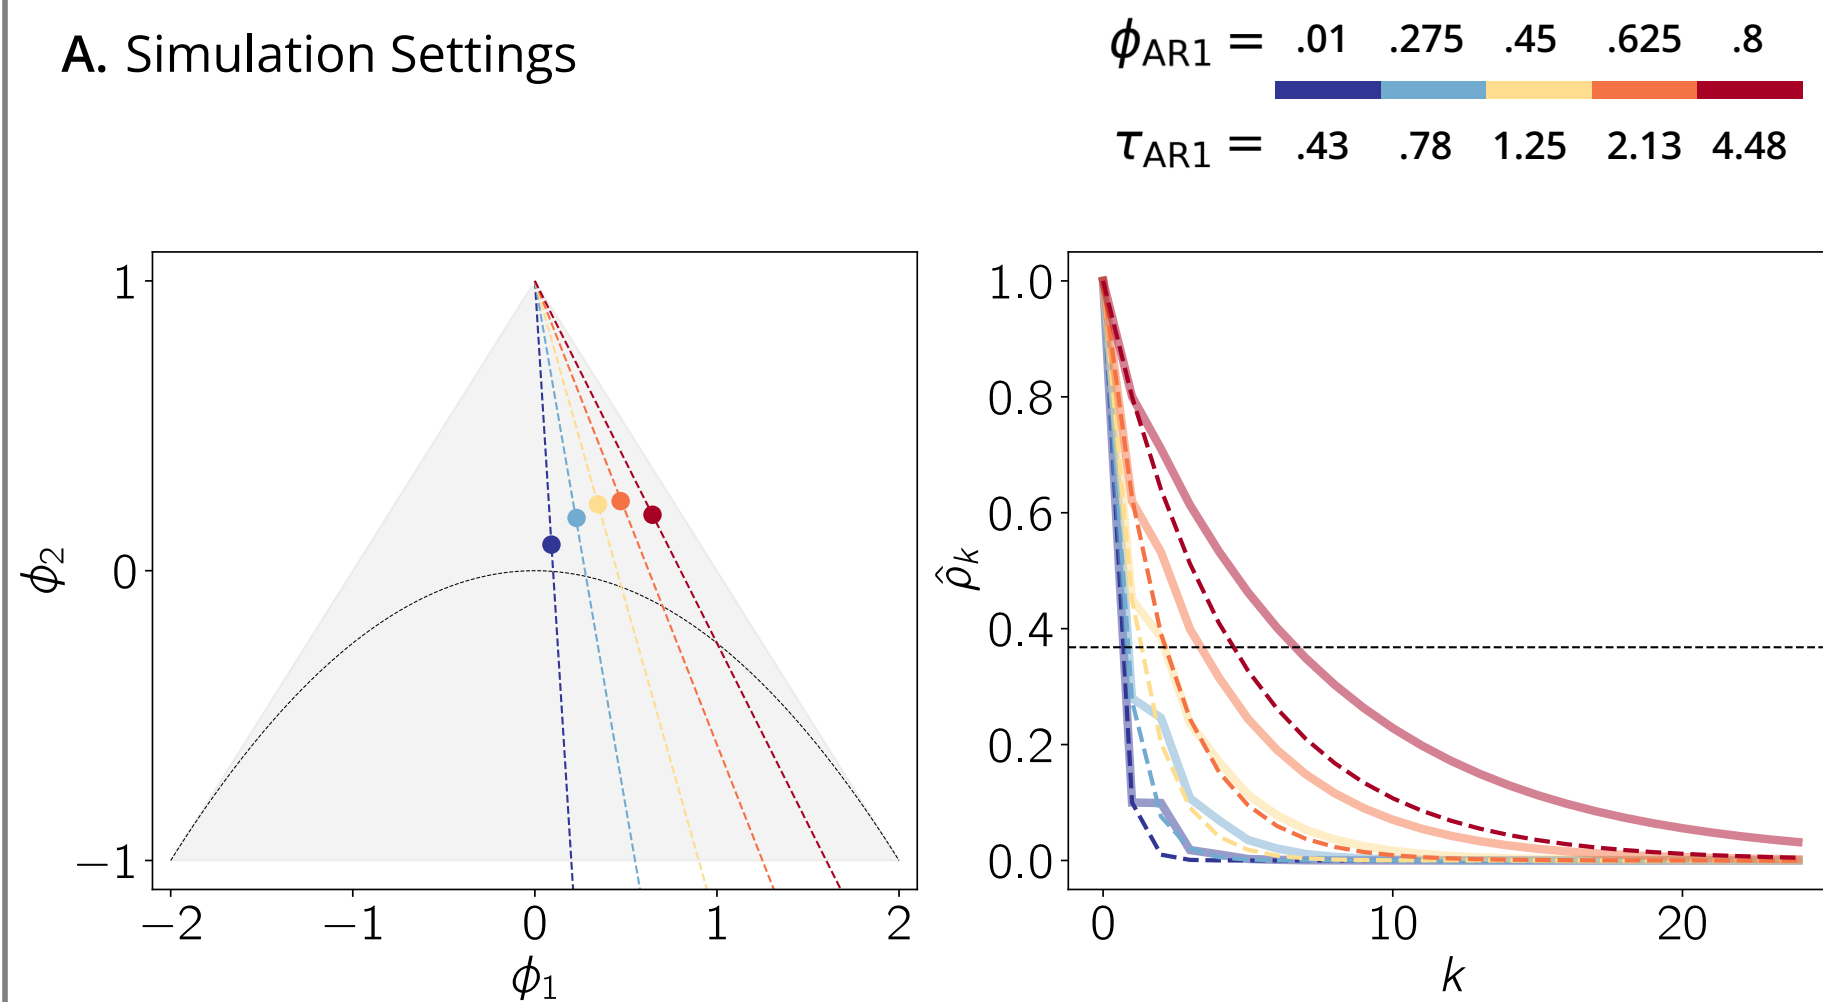 A. Simulation Settings
ϕAR1 = .01 .275 .45 .625 .8
τAR1 = .43 .78 1.25 2.13 4.48
1
0
−1
ϕ2
−2 −1 0 1 2
ϕ1
1.0
0.8
0.6
0.4
0.2
0.0
ρ̂k
0 10 20
k